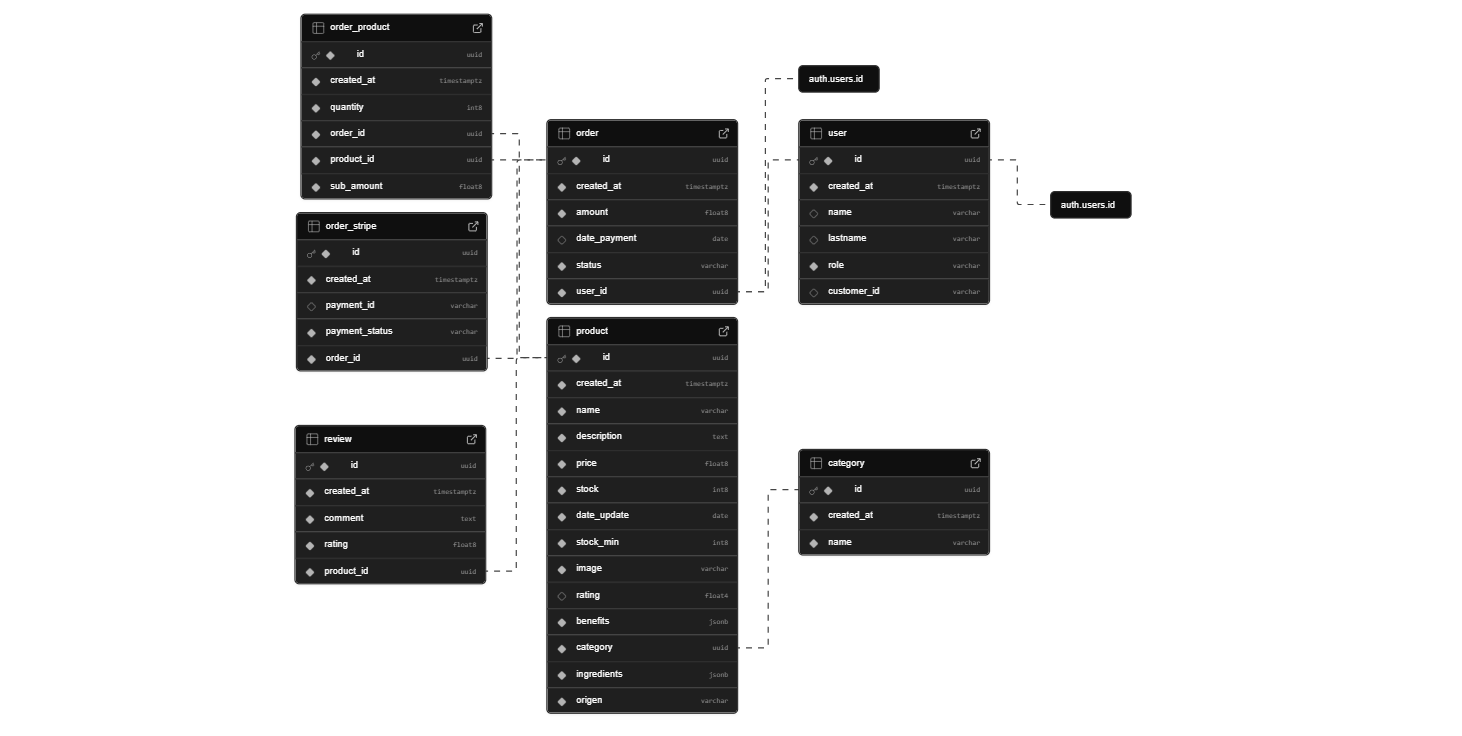 order_product
id uuid
created_at timestamptz
quantity int8
order_id uuid
product_id uuid
sub_amount float8
order_stripe
id uuid
created_at timestamptz
payment_id varchar
payment_status varchar
order_id uuid
review
id uuid
created_at timestamptz
comment text
rating float8
product_id uuid
order
id uuid
created_at timestamptz
amount float8
date_payment date
status varchar
user_id uuid
product
id uuid
created_at timestamptz
name varchar
description text
price float8
stock int8
date_update date
stock_min int8
image varchar
rating float4
benefits jsonb
category uuid
ingredients jsonb
origen varchar
auth.users.id
user
id uuid
created_at timestamptz
name varchar
lastname varchar
role varchar
customer_id varchar
auth.users.id
category
id uuid
created_at timestamptz
name varchar